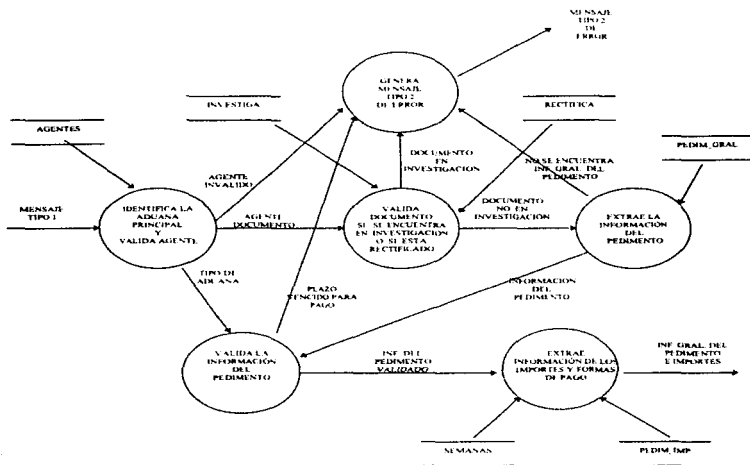 MENSAJE
TIPO 2
DE
ERROR
GENERA
MENSAJE
TIPO 2
DE ERROR
INVESTIGA
RECTIFICA
AGENTES
DOCUMENTO
EN
INVESTIGACION
NO SE ENCUENTRA
INF. GRAL. DEL
PEDIMENTO
PEDIM_GRAL
AGENTE
INVALIDO
MENSAJE
TIPO 1
IDENTIFICA LA
ADUANA
PRINCIPAL
Y
VALIDA AGENTE
AGENTE
DOCUMENTO
VALIDA
DOCUMENTO
SI SE ENCUENTRA
EN INVESTIGACION
O SI ESTA
RECTIFICADO
DOCUMENTO
NO EN
INVESTIGACION
EXTRAE LA
INFORMACIÓN
DEL
PEDIMENTO
TIPO DE
ADUANA
PLAZO
VENCIDO PARA
PAGO
INFORMACION
DEL
PEDIMENTO
VALIDA LA
INFORMACIÓN
DEL
PEDIMENTO
INF. DEL
PEDIMENTO
VALIDADO
EXTRAE
INFORMACIÓN DE LOS
IMPORTES Y FORMAS
DE PAGO
INF. GRAL. DEL
PEDIMENTO
E IMPORTES
SEMANAS
PEDIM_IMP